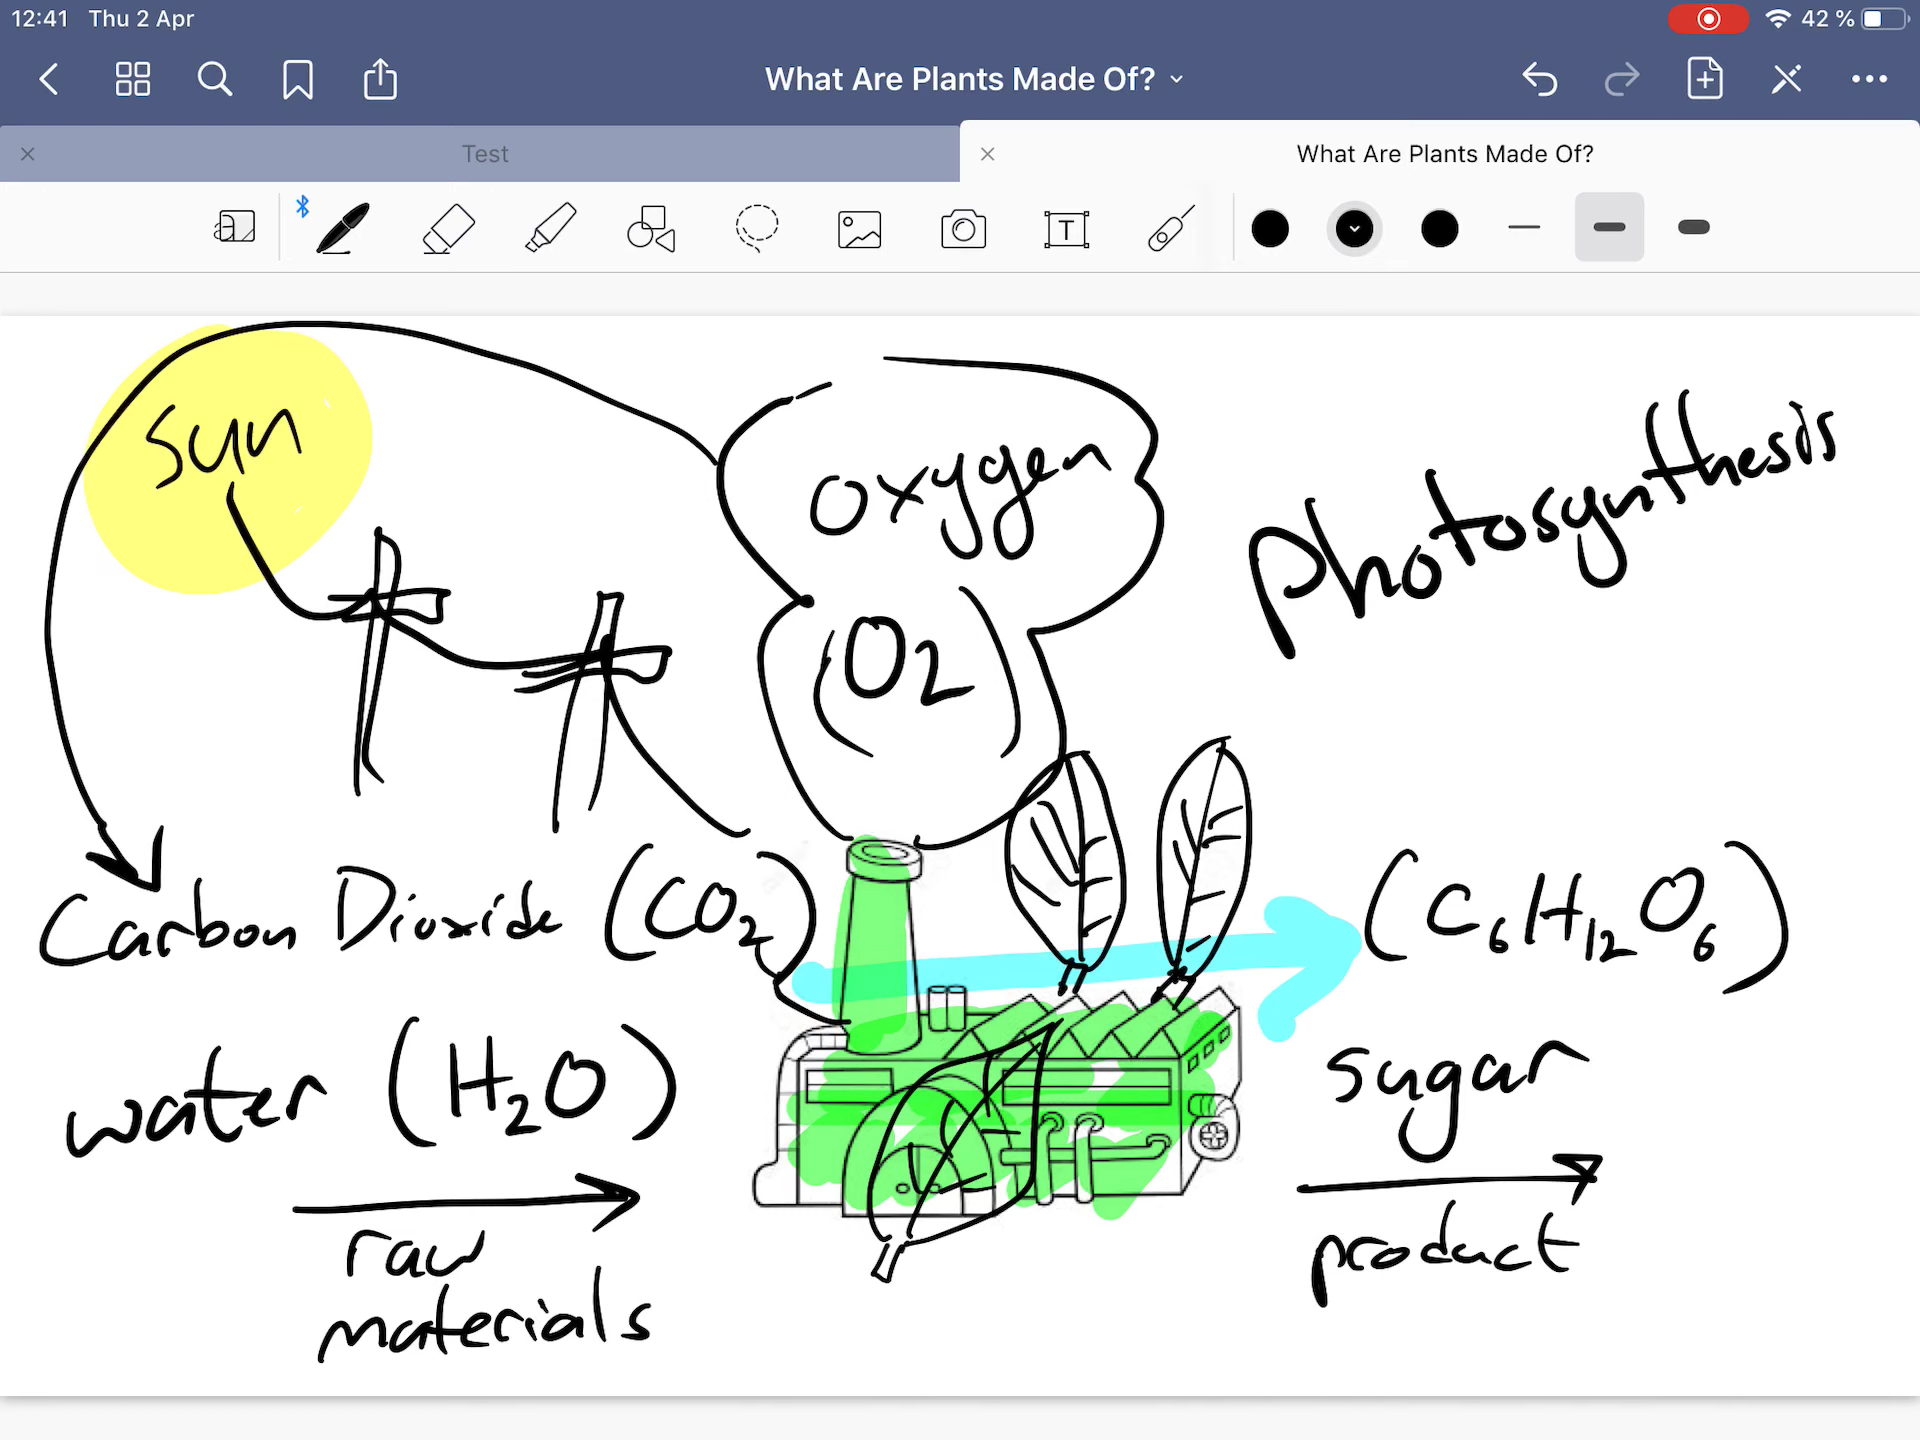 12:41 Thu 2 Apr
42 %
What Are Plants Made Of?
Test
What Are Plants Made Of?
a
T
Sun
oxygen
(O2)
Photosynthesis
Carbon Dioxide (CO2)
(C6H12O6)
water (H2O)
sugar
raw
materials
product